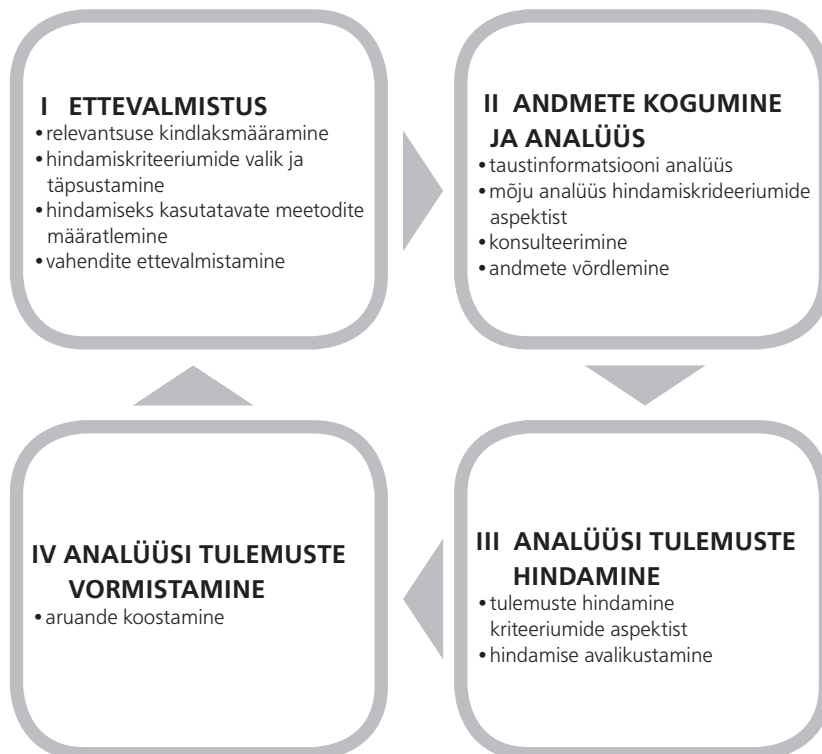 I ETTEVALMISTUS
•relevantsuse kindlaksmääramine
•hindamiskriteeriumide valik ja
täpsustamine
•hindamiseks kasutatavate meetodite
määratlemine
•vahendite ettevalmistamine
II ANDMETE KOGUMINE
JA ANALÜÜS
•taustinformatsiooni analüüs
•mõju analüüs hindamiskrideeriumide
aspektist
•konsulteerimine
•andmete võrdlemine
III ANALÜÜSI TULEMUSTE
HINDAMINE
•tulemuste hindamine
kriteeriumide aspektist
•hindamise avalikustamine
IV ANALÜÜSI TULEMUSTE
VORMISTAMINE
•aruande koostamine